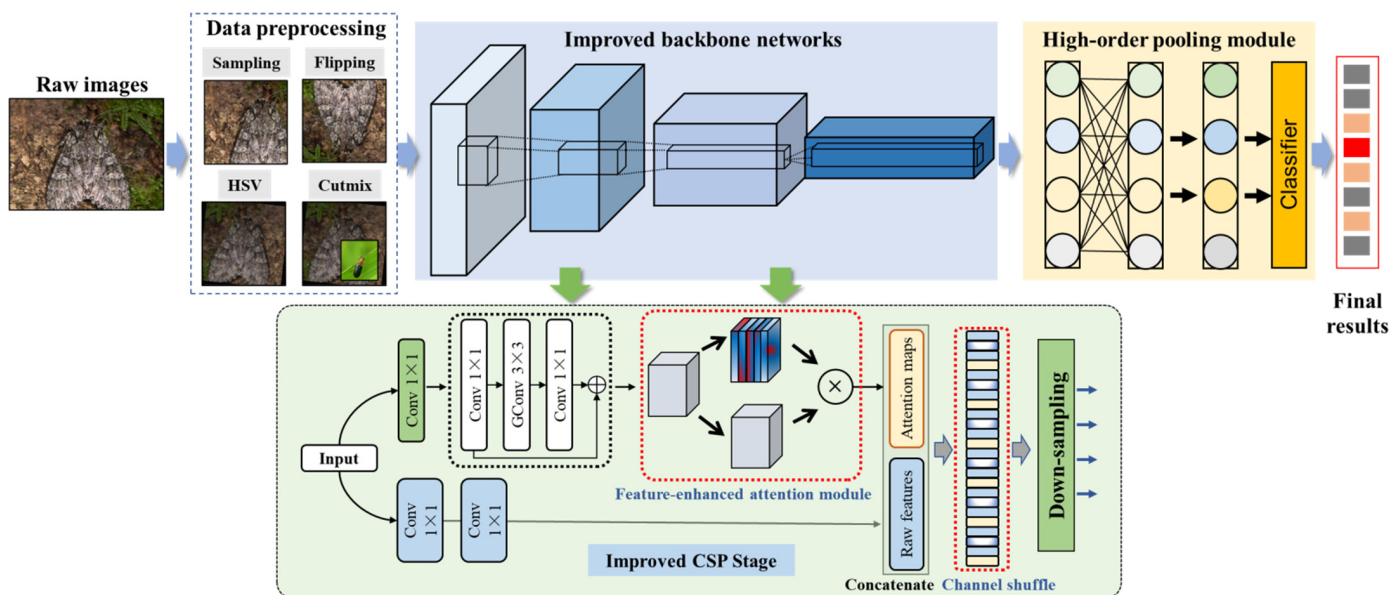 Raw images
Data preprocessing
Sampling
Flipping
HSV
Cutmix
Improved backbone networks
High-order pooling module
Classifier
Final
results
Input
Conv 1×1
Conv 1×1
GConv 3×3
Conv 1×1
Feature-enhanced attention module
Attention maps
Raw features
Concatenate
Channel shuffle
Down-sampling
Conv
1×1
Conv
1×1
Improved CSP Stage